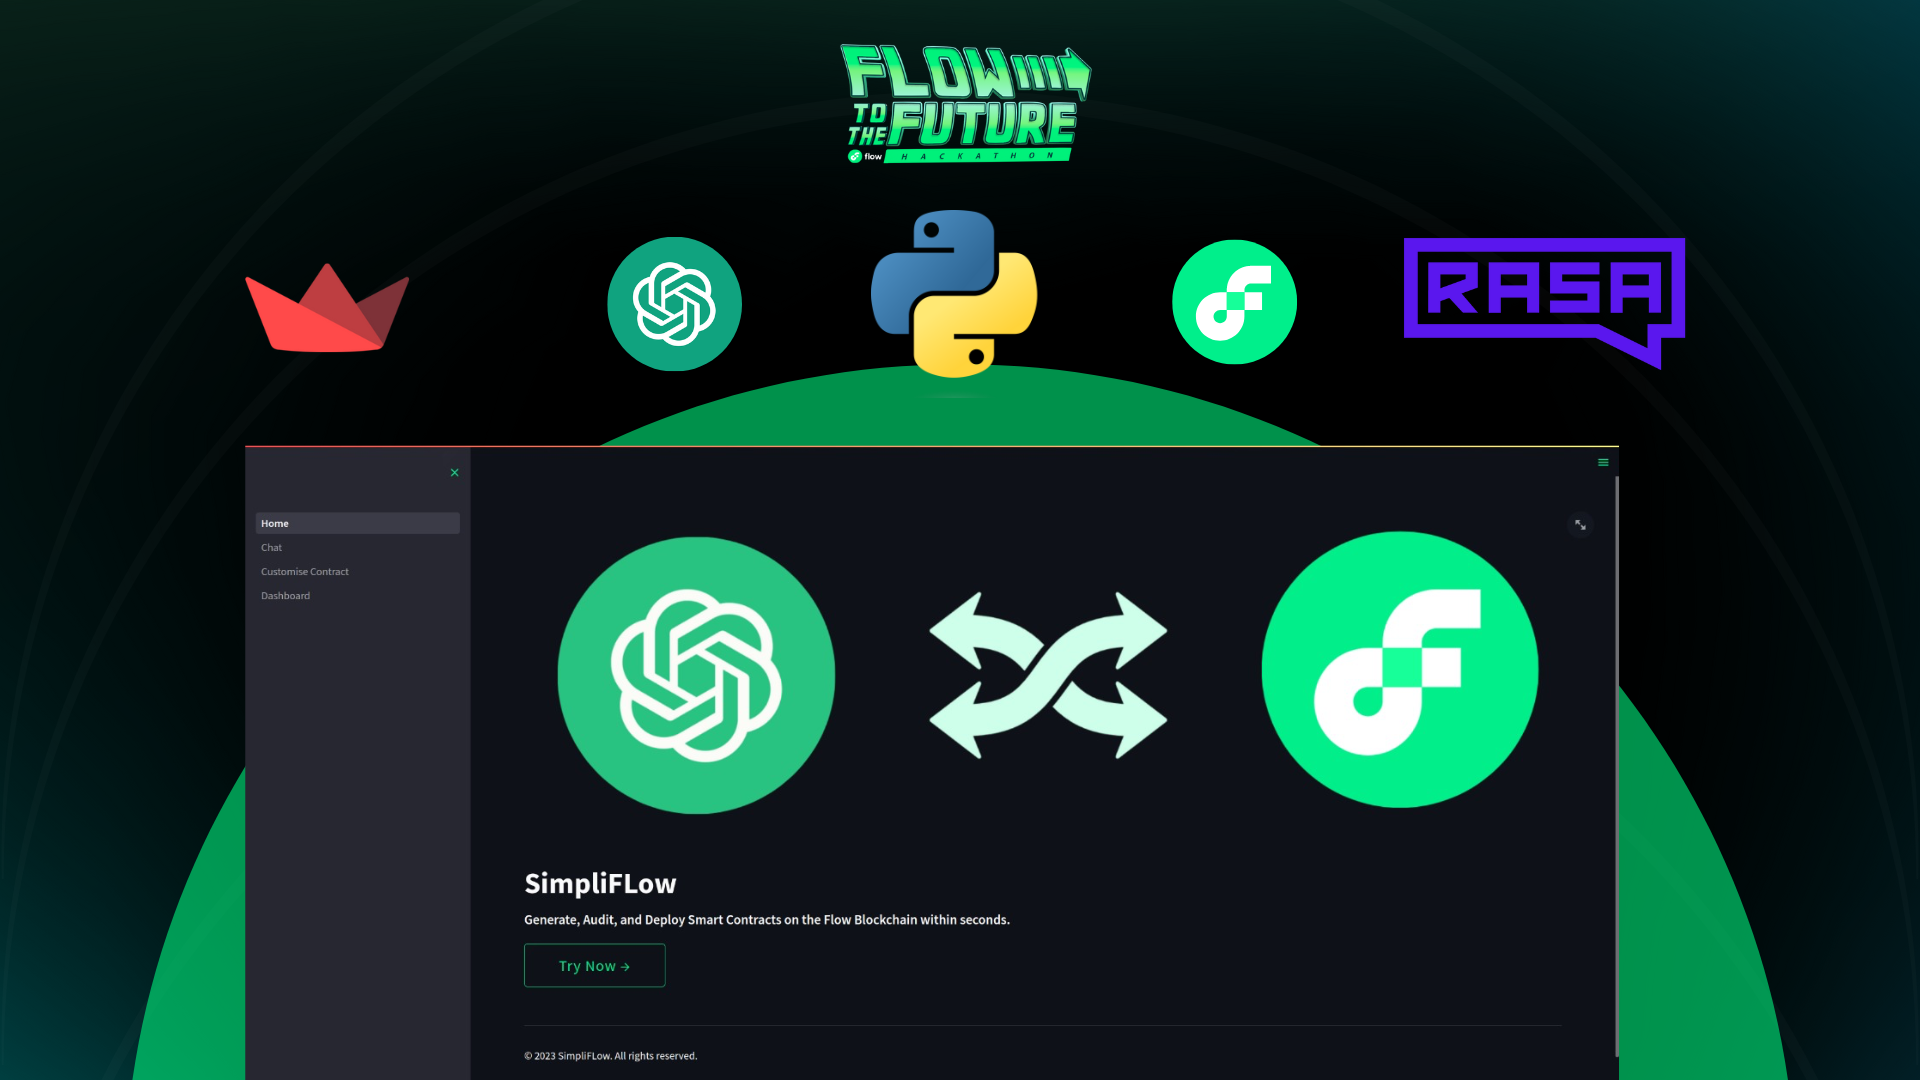 FLOW
TO THE FUTURE
flow HACKATHON
RASA
Home
Chat
Customise Contract
Dashboard
SimpliFLow
Generate, Audit, and Deploy Smart Contracts on the Flow Blockchain within seconds.
Try Now →
© 2023 SimpliFLow. All rights reserved.